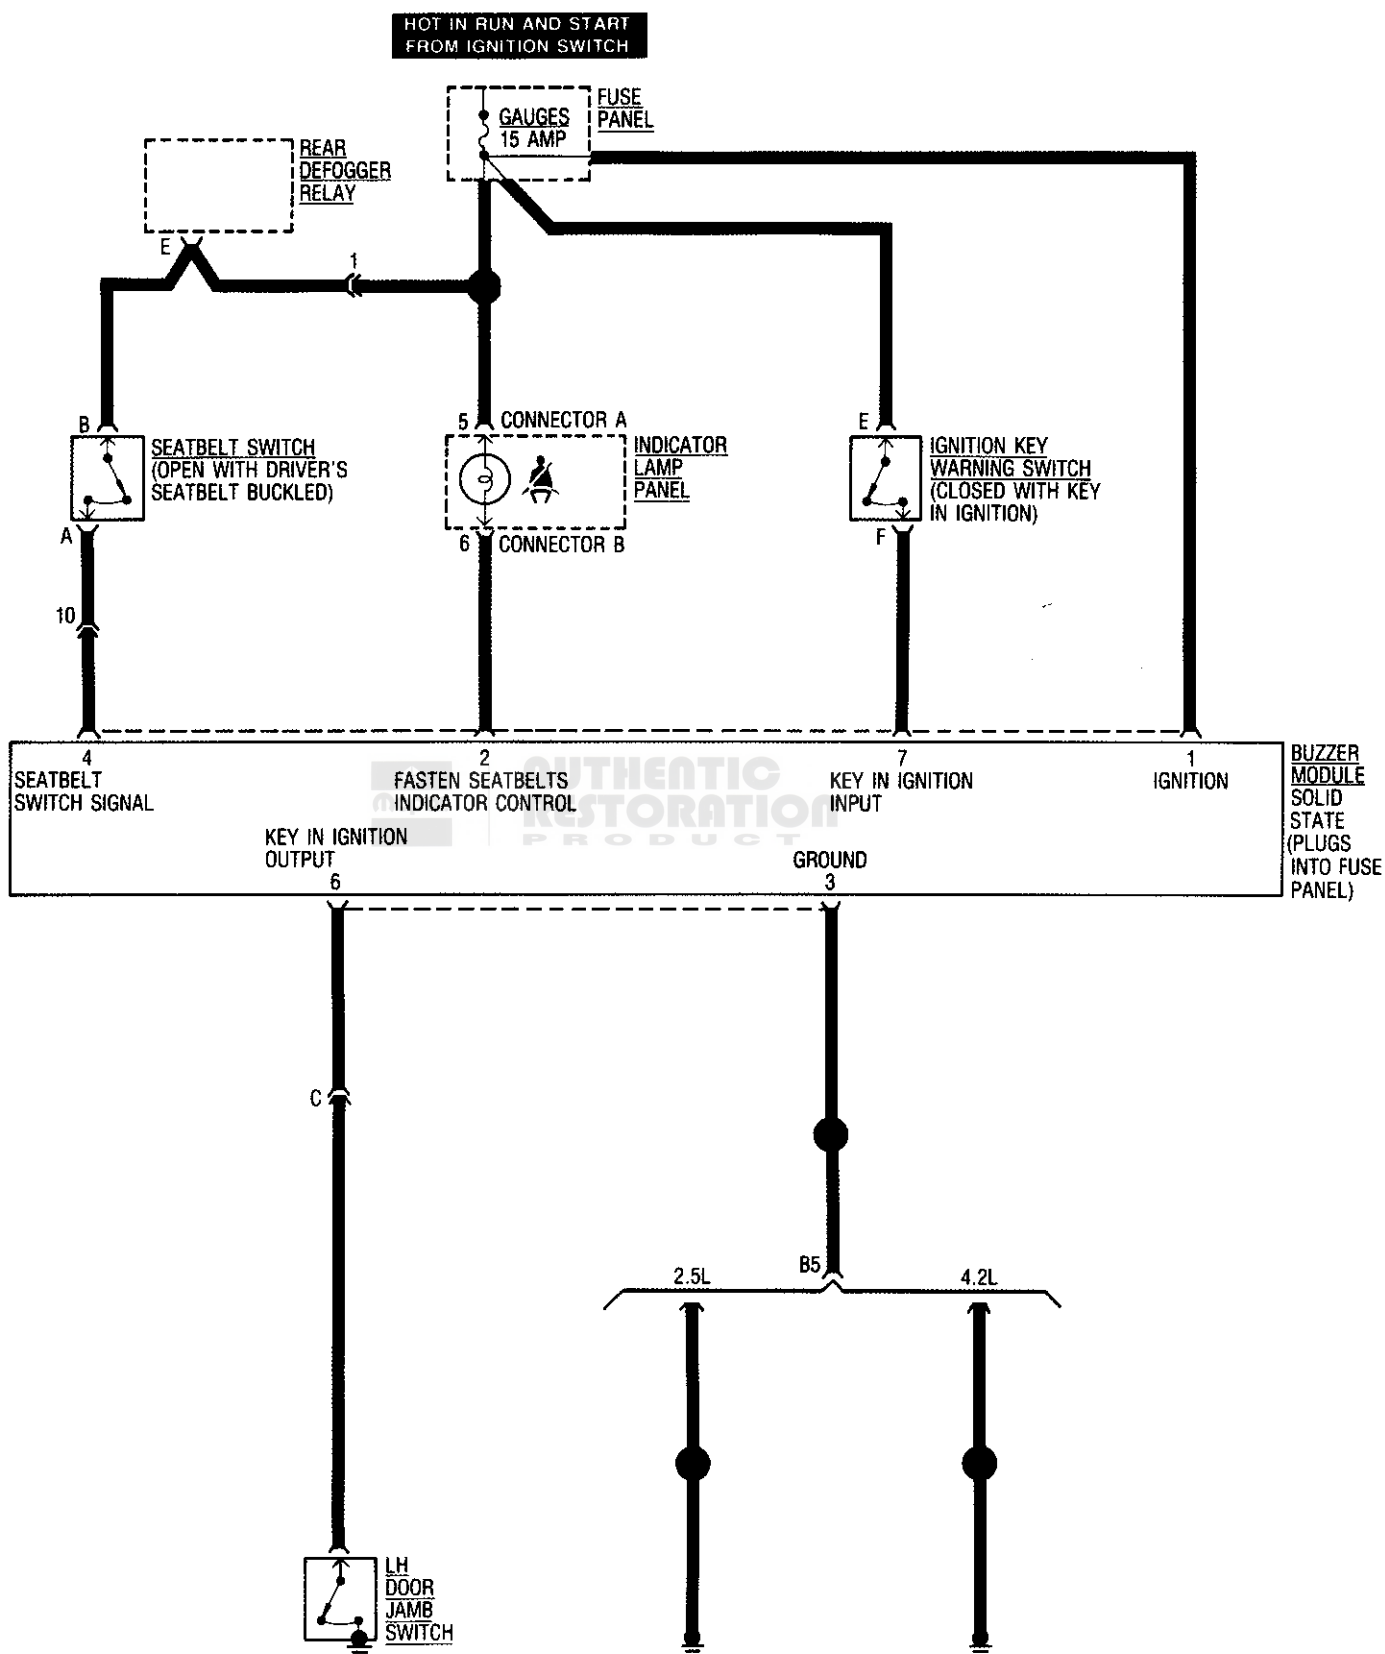 HOT IN RUN AND START
FROM IGNITION SWITCH
FUSE
PANEL
GAUGES
15 AMP
REAR
DEFOGGER
RELAY
E
1
B
SEATBELT SWITCH
(OPEN WITH DRIVER'S
SEATBELT BUCKLED)
A
10
5 CONNECTOR A
INDICATOR
LAMP
PANEL
6 CONNECTOR B
E
IGNITION KEY
WARNING SWITCH
(CLOSED WITH KEY
IN IGNITION)
F
4
SEATBELT
SWITCH SIGNAL
2
FASTEN SEATBELTS
INDICATOR CONTROL
7
KEY IN IGNITION
INPUT
1
IGNITION
BUZZER
MODULE
SOLID
STATE
(PLUGS
INTO FUSE
PANEL)
AUTHENTIC
RESTORATION
PRODUCT
KEY IN IGNITION
OUTPUT
6
GROUND
3
C
B5
2.5L
4.2L
LH
DOOR
JAMB
SWITCH